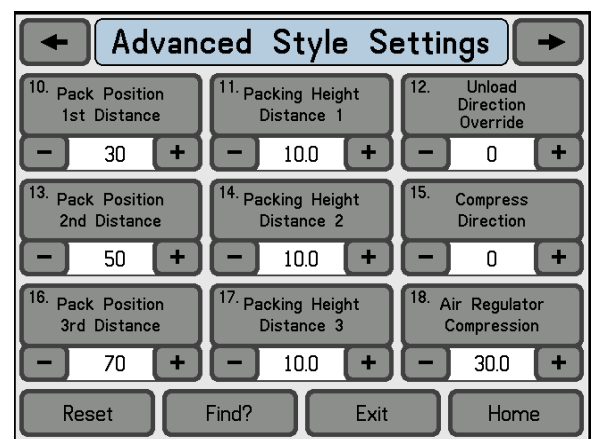 ← Advanced Style Settings →
10. Pack Position
1st Distance
− 30 +
11. Packing Height
Distance 1
− 10.0 +
12. Unload
Direction
Override
− 0 +
13. Pack Position
2nd Distance
− 50 +
14. Packing Height
Distance 2
− 10.0 +
15. Compress
Direction
− 0 +
16. Pack Position
3rd Distance
− 70 +
17. Packing Height
Distance 3
− 10.0 +
18. Air Regulator
Compression
− 30.0 +
Reset Find? Exit Home